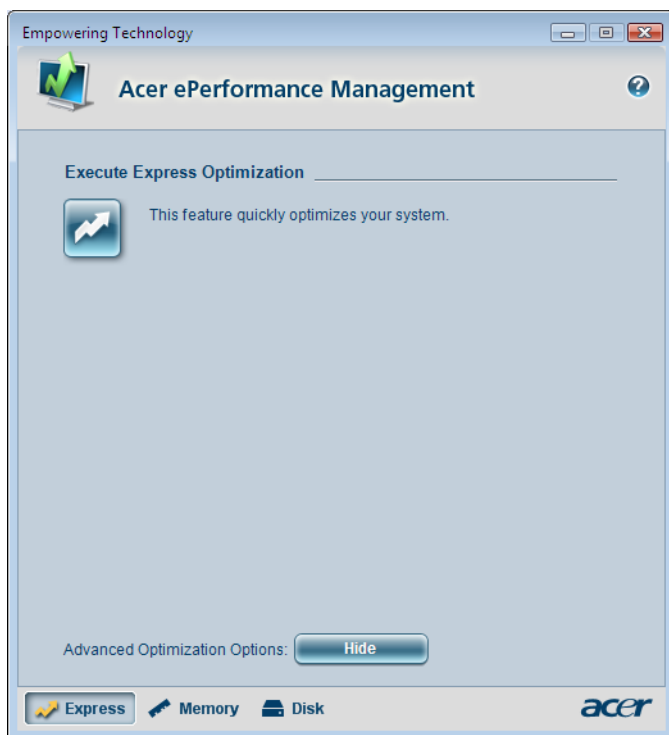 Empowering Technology
Acer ePerformance Management
?
Execute Express Optimization
This feature quickly optimizes your system.
Advanced Optimization Options: Hide
Express Memory Disk acer